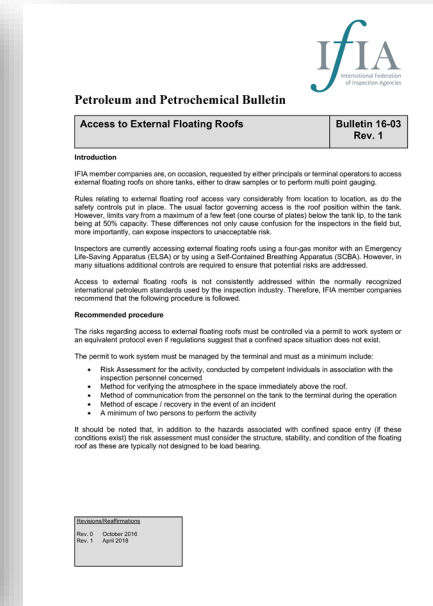 IFIA
International Federation
of Inspection Agencies
Petroleum and Petrochemical Bulletin
Access to External Floating Roofs
Bulletin 16-03
Rev. 1
Introduction
IFIA member companies are, on occasion, requested by either principals or terminal operators to access
external floating roofs on shore tanks, either to draw samples or to perform multi point gauging.
Rules relating to external floating roof access vary considerably from location to location, as do the
safety controls put in place. The usual factor governing access is the roof position within the tank.
However, limits vary from a maximum of a few feet (one course of plates) below the tank lip, to the tank
being at 50% capacity. These differences not only cause confusion for the inspectors in the field but,
more importantly, can expose inspectors to unacceptable risk.
Inspectors are currently accessing external floating roofs using a four-gas monitor with an Emergency
Life-Saving Apparatus (ELSA) or by using a Self-Contained Breathing Apparatus (SCBA). However, in
many situations additional controls are required to ensure that potential risks are addressed.
Access to external floating roofs is not consistently addressed within the normally recognized
international petroleum standards used by the inspection industry. Therefore, IFIA member companies
recommend that the following procedure is followed.
Recommended procedure
The risks regarding access to external floating roofs must be controlled via a permit to work system or
an equivalent protocol even if regulations suggest that a confined space situation does not exist.
The permit to work system must be managed by the terminal and must as a minimum include:
• Risk Assessment for the activity, conducted by competent individuals in association with the
inspection personnel concerned
• Method for verifying the atmosphere in the space immediately above the roof.
• Method of communication from the personnel on the tank to the terminal during the operation
• Method of escape / recovery in the event of an incident
• A minimum of two persons to perform the activity
It should be noted that, in addition to the hazards associated with confined space entry (if these
conditions exist) the risk assessment must consider the structure, stability, and condition of the floating
roof as these are typically not designed to be load bearing.
Revisions/Reaffirmations
Rev. 0 October 2016
Rev. 1 April 2018